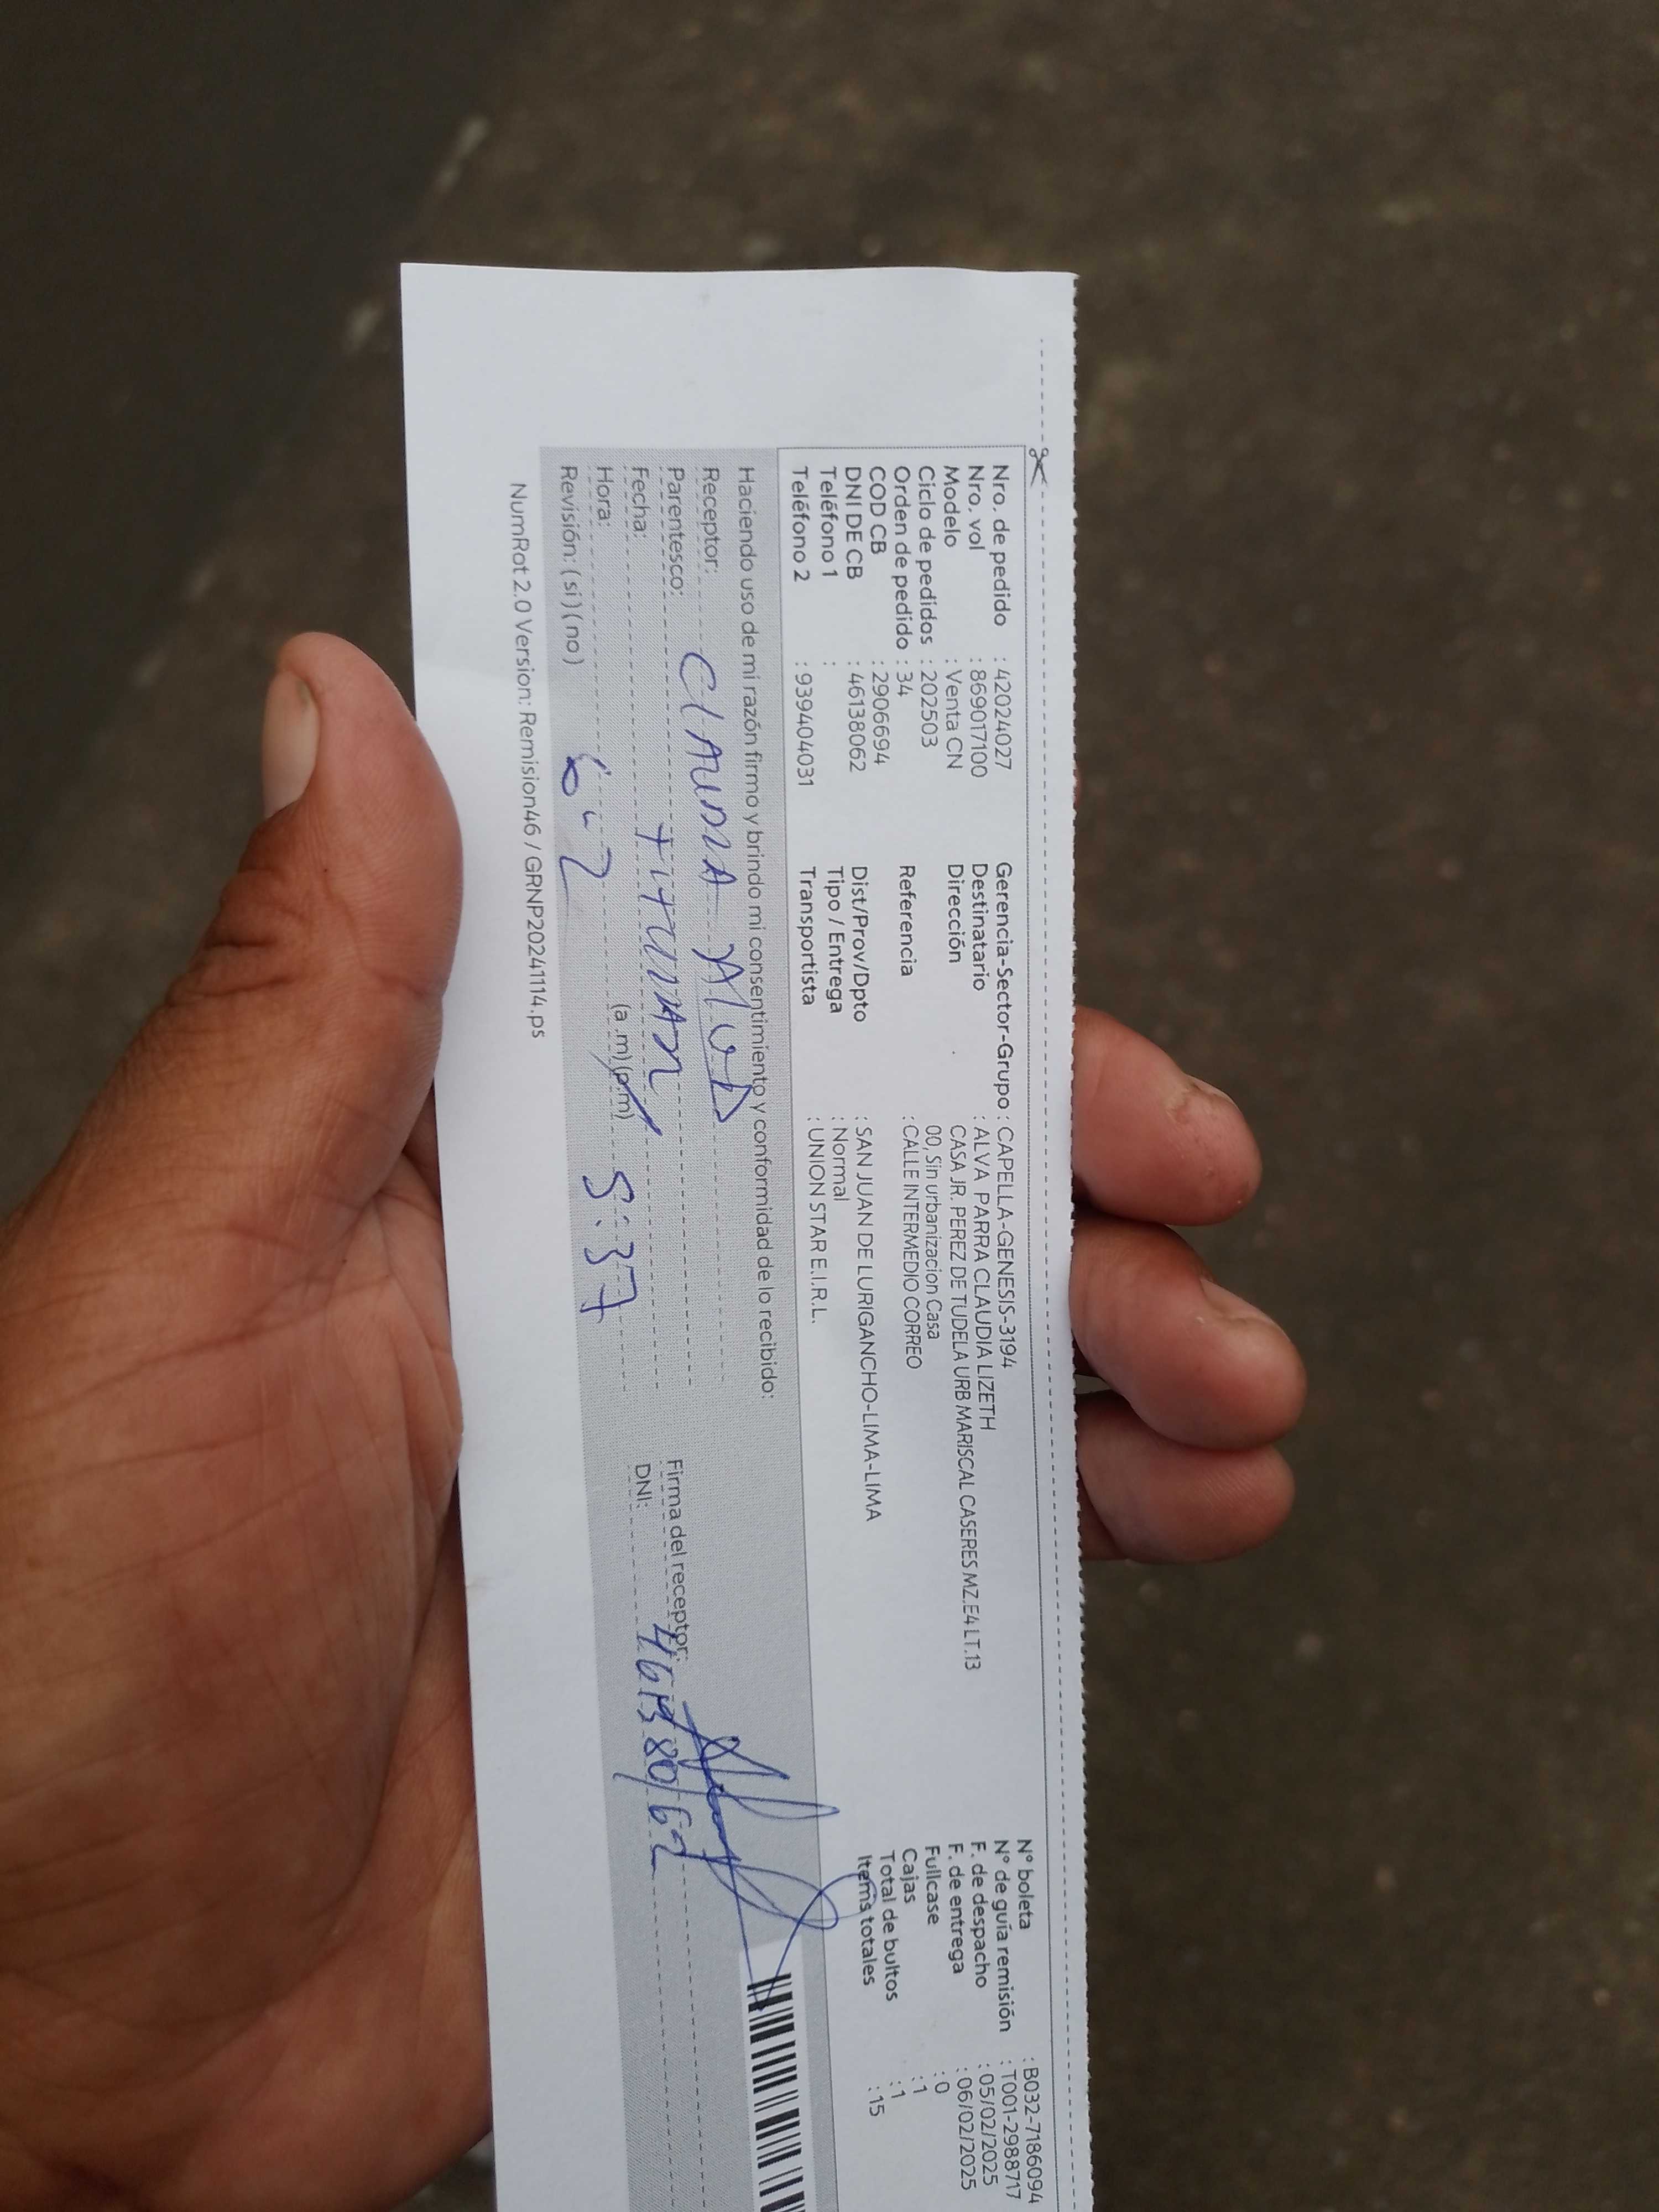 Nro. de pedido : 42024027
Nro. vol : 869017100
Modelo : Venta CN
Ciclo de pedidos : 202503
Orden de pedido : 34
COD CB : 2906694
DNI DE CB : 46138062
Teléfono 1 :
Teléfono 2 : 939404031
Gerencia-Sector-Grupo : CAPELLA-GENESIS-3194
Destinatario : ALVA PARRA CLAUDIA LIZETH
Dirección CASA JR. PEREZ DE TUDELA URB MARISCAL CASERES MZ.E4 LT.13
00, Sin urbanizacion Casa
Referencia : CALLE INTERMEDIO CORREO
Dist/Prov/Dpto : SAN JUAN DE LURIGANCHO-LIMA-LIMA
Tipo / Entrega : Normal
Transportista : UNION STAR E.I.R.L.
N° boleta : B032-7186094
N° de guía remisión : T001-2988717
F. de despacho : 05/02/2025
F. de entrega : 06/02/2025
Fullcase : 0
Cajas : 1
Total de bultos : 1
Items totales : 15
Haciendo uso de mi razón firmo y brindo mi consentimiento y conformidad de lo recibido:
Receptor: Claudia Alva
Parentesco: titular
Fecha:
Hora: (a.m)(p.m) 5:37
Revisión: (si)(no)
Firma del receptor:
DNI: 46138062
NumRot 2.0 Version: Remision46 / GRNP20241114.ps